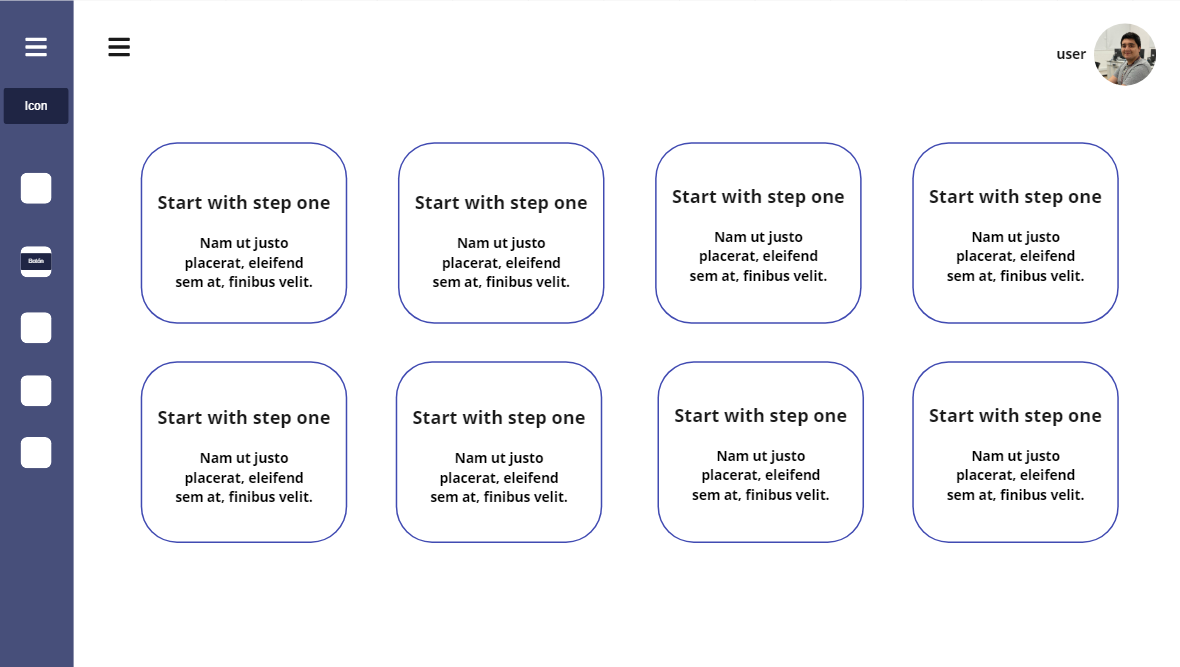 user
Icon
Botón
Start with step one
Nam ut justo
placerat, eleifend
sem at, finibus velit.
Start with step one
Nam ut justo
placerat, eleifend
sem at, finibus velit.
Start with step one
Nam ut justo
placerat, eleifend
sem at, finibus velit.
Start with step one
Nam ut justo
placerat, eleifend
sem at, finibus velit.
Start with step one
Nam ut justo
placerat, eleifend
sem at, finibus velit.
Start with step one
Nam ut justo
placerat, eleifend
sem at, finibus velit.
Start with step one
Nam ut justo
placerat, eleifend
sem at, finibus velit.
Start with step one
Nam ut justo
placerat, eleifend
sem at, finibus velit.